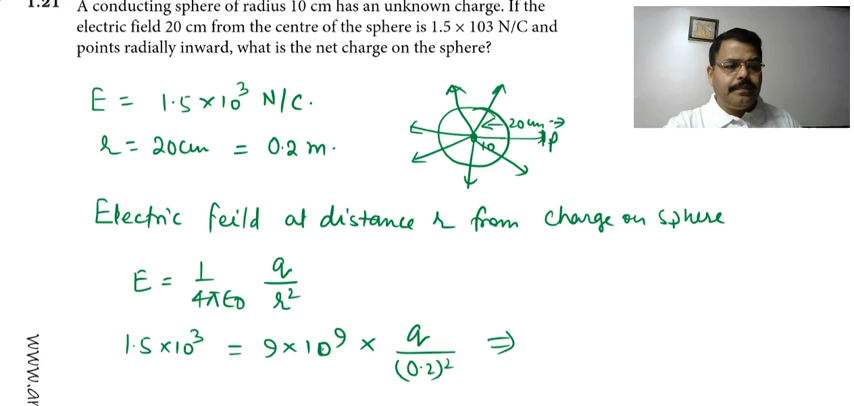 1.21 A conducting sphere of radius 10 cm has an unknown charge. If the
electric field 20 cm from the centre of the sphere is 1.5 × 103 N/C and
points radially inward, what is the net charge on the sphere?
E = 1.5 × 10³ N/C.
r = 20cm = 0.2 m.
20cm →
P
10
Electric feild at distance r from charge on sphere
E = 1/4πε0 q/r²
1.5 × 10³ = 9 × 10⁹ × q/(0.2)² ⇒
www.ar